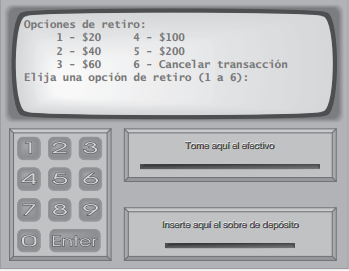 Opciones de retiro:
1 - $20 4 - $100
2 - $40 5 - $200
3 - $60 6 - Cancelar transacción
Elija una opción de retiro (1 a 6):
1 2 3
4 5 6
7 8 9
0 Enter
Tome aquí el efectivo
Inserte aquí el sobre de depósito